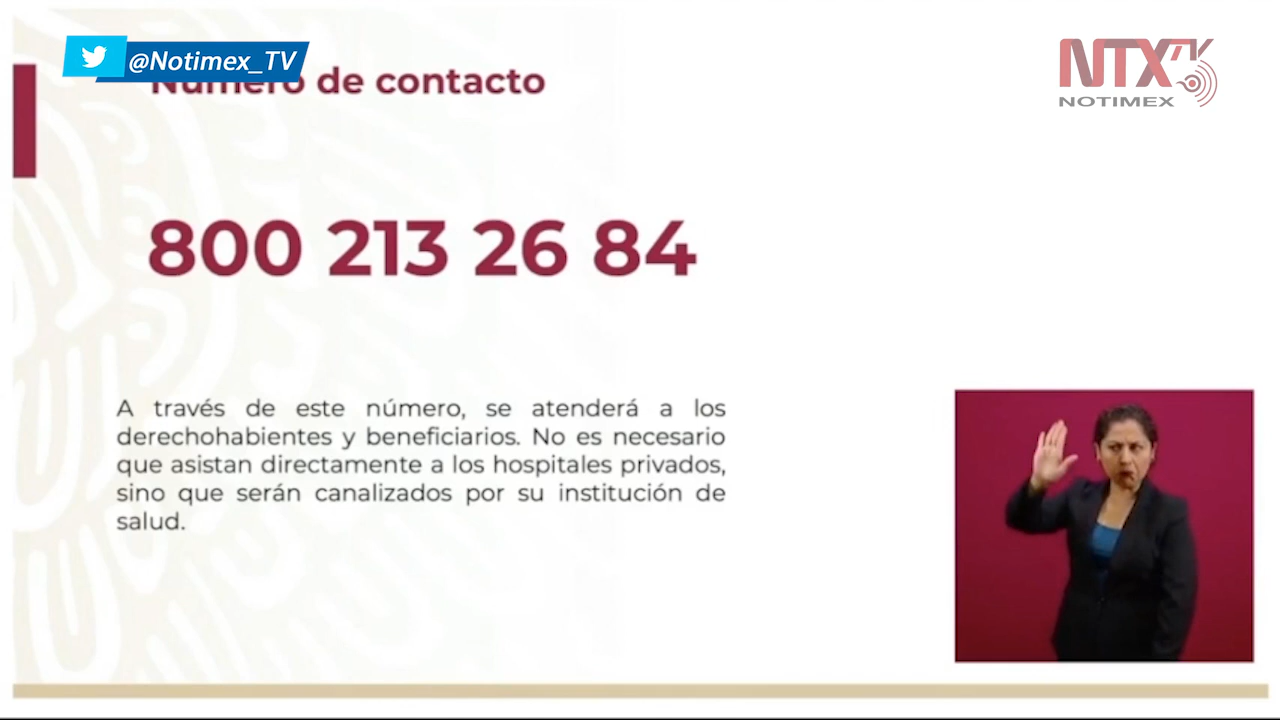 @Notimex_TV
NTX TV
NOTIMEX
Número de contacto
800 213 26 84
A través de este número, se atenderá a los
derechohabientes y beneficiarios. No es necesario
que asistan directamente a los hospitales privados,
sino que serán canalizados por su institución de
salud.